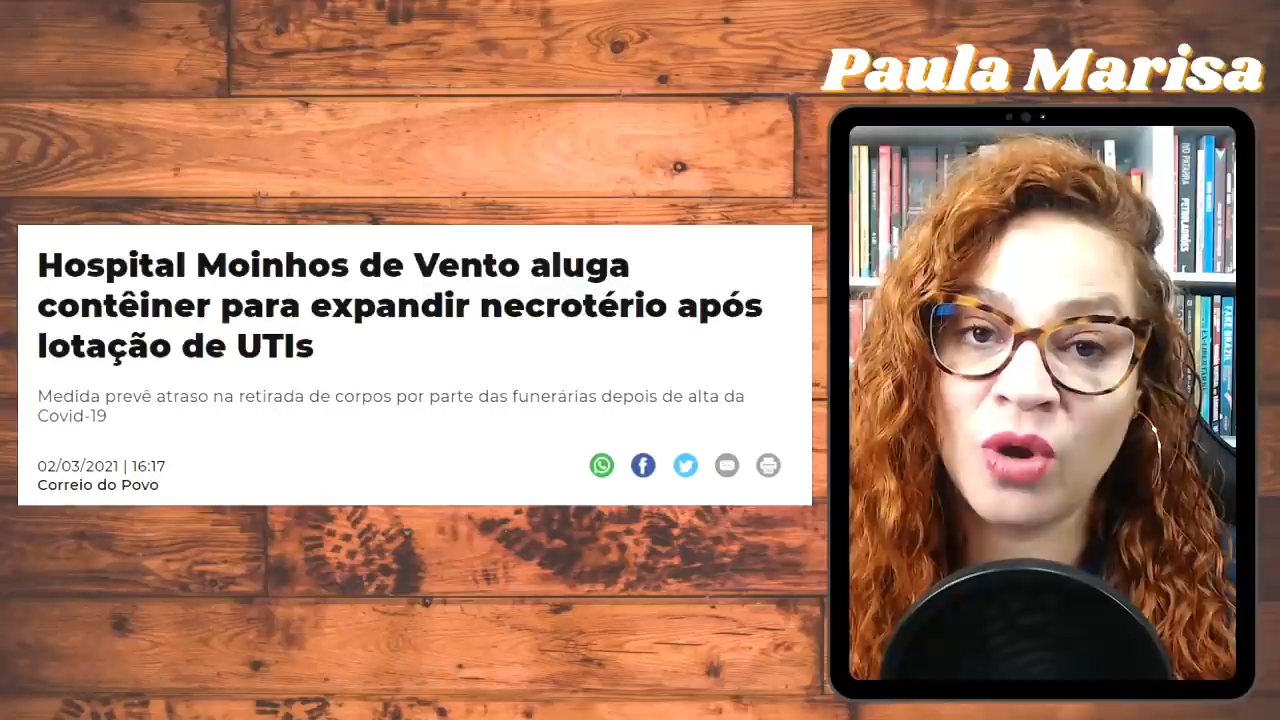 Paula Marisa
Hospital Moinhos de Vento aluga
contêiner para expandir necrotério após
lotação de UTIs
Medida prevê atraso na retirada de corpos por parte das funerárias depois de alta da
Covid-19
02/03/2021 | 16:17
Correio do Povo
FAKE BRAZIL